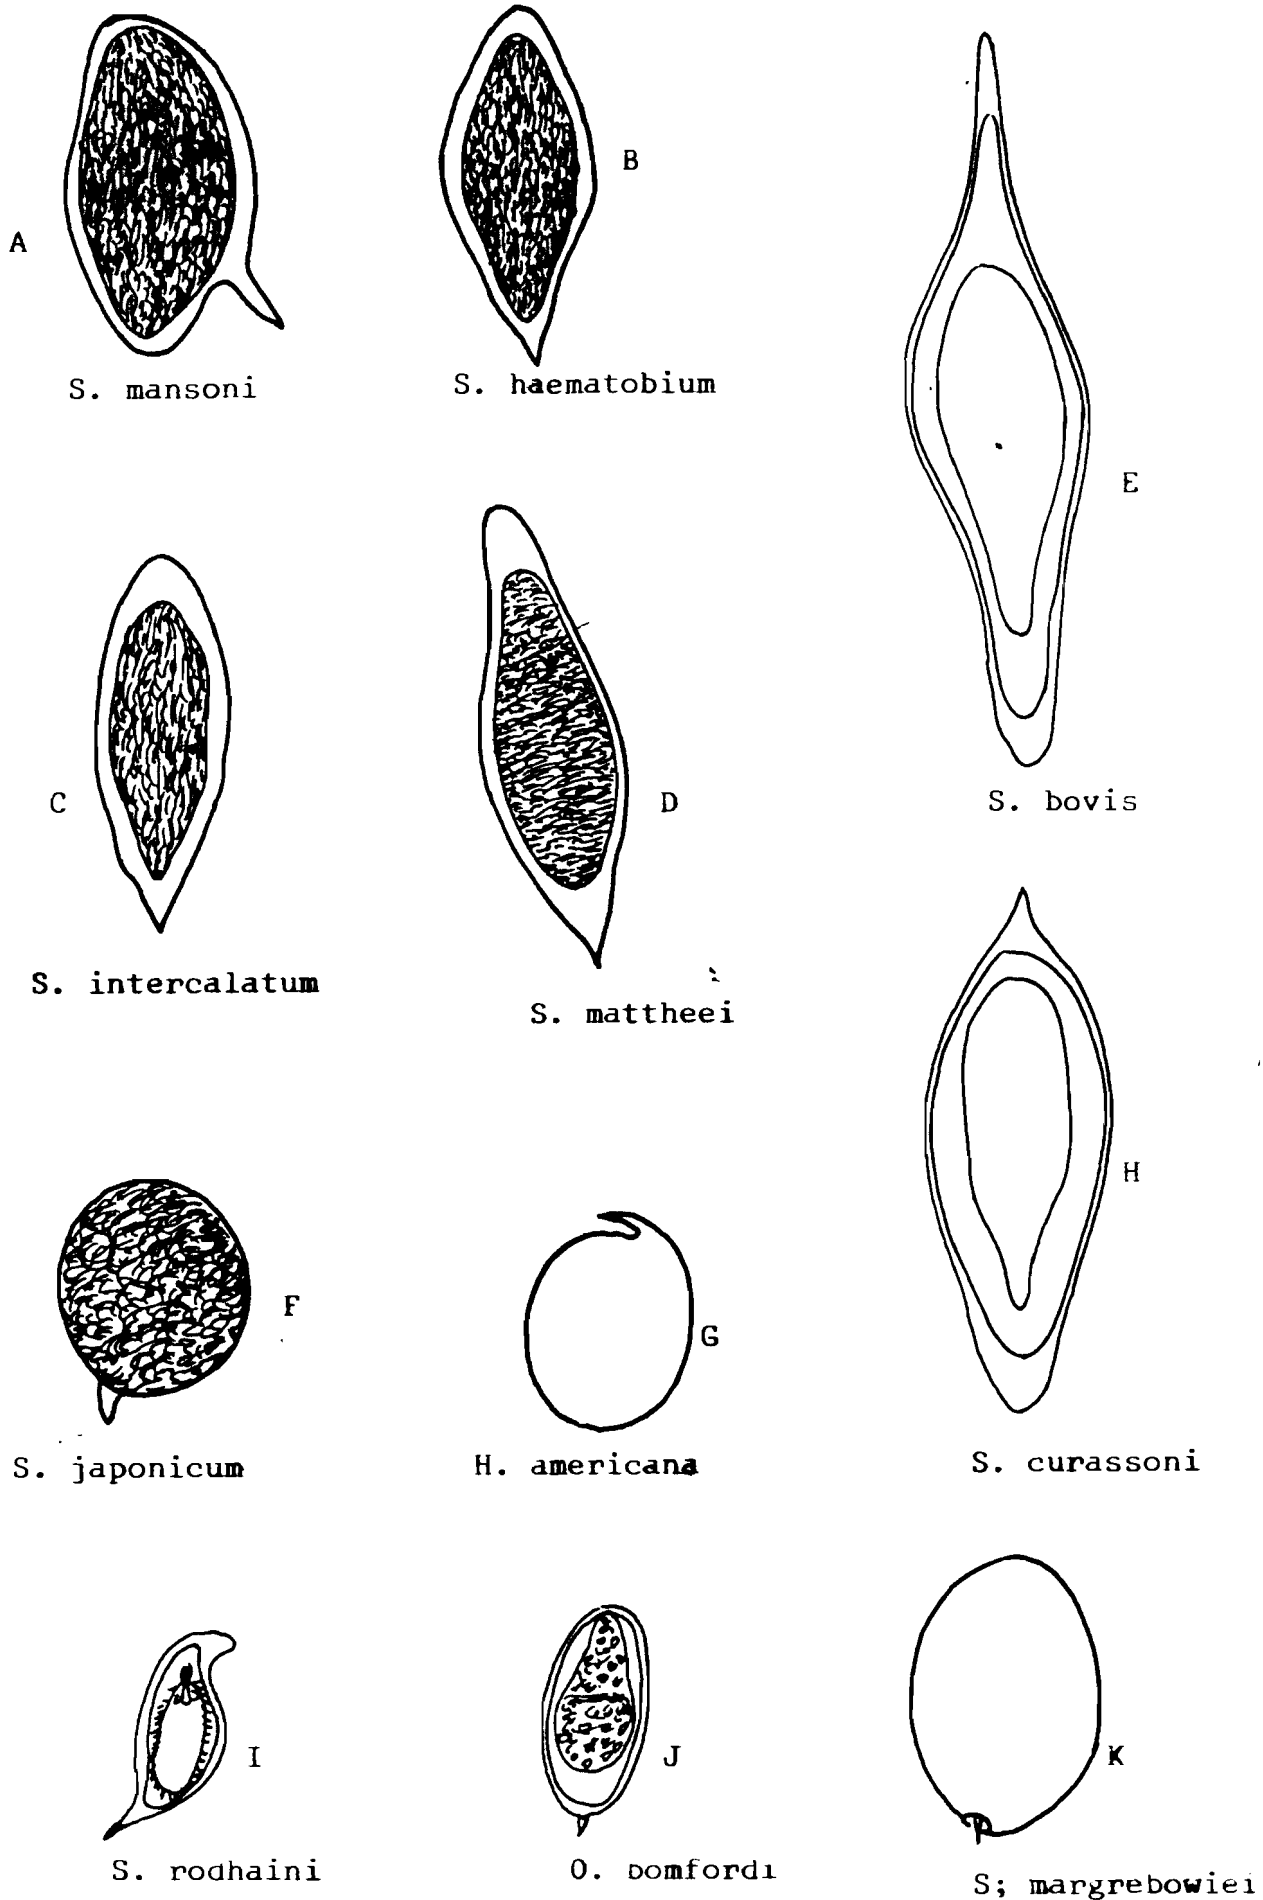 A
S. mansoni
B
S. haematobium
E
S. bovis
C
S. intercalatum
D
S. mattheei
F
S. japonicum
G
H. americana
H
S. curassoni
I
S. rodhaini
J
O. bomfordi
K
S; margrebowiei